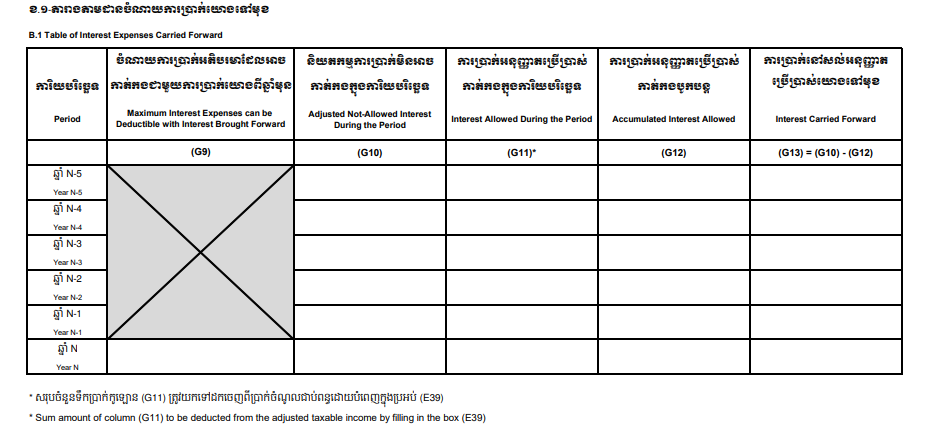 ខ.១-តារាងតាមដានចំណាយការប្រាក់យោងទៅមុខ
B.1 Table of Interest Expenses Carried Forward
ការិយបរិច្ឆេទ
Period
ចំណាយការប្រាក់អតិបរមាដែលអាច
កាត់កងជាមួយការប្រាក់យោងពីឆ្នាំមុន
Maximum Interest Expenses can be
Deductible with Interest Brought Forward
និយតកម្មការប្រាក់មិនអាច
កាត់កងក្នុងការិយបរិច្ឆេទ
Adjusted Not-Allowed Interest
During the Period
ការប្រាក់អនុញ្ញាតប្រើប្រាស់
កាត់កងក្នុងការិយបរិច្ឆេទ
Interest Allowed During the Period
ការប្រាក់អនុញ្ញាតប្រើប្រាស់
កាត់កងបូកបន្ត
Accumulated Interest Allowed
ការប្រាក់នៅសល់អនុញ្ញាត
ប្រើប្រាស់យោងទៅមុខ
Interest Carried Forward
(G9)
(G10)
(G11)*
(G12)
(G13) = (G10) - (G12)
ឆ្នាំ N-5
Year N-5
ឆ្នាំ N-4
Year N-4
ឆ្នាំ N-3
Year N-3
ឆ្នាំ N-2
Year N-2
ឆ្នាំ N-1
Year N-1
ឆ្នាំ N
Year N
* សរុបចំនួនទឹកប្រាក់កូឡោន (G11) ត្រូវយកទៅដកចេញពីប្រាក់ចំណូលជាប់ពន្ធដោយបំពេញក្នុងប្រអប់ (E39)
* Sum amount of column (G11) to be deducted from the adjusted taxable income by filling in the box (E39)